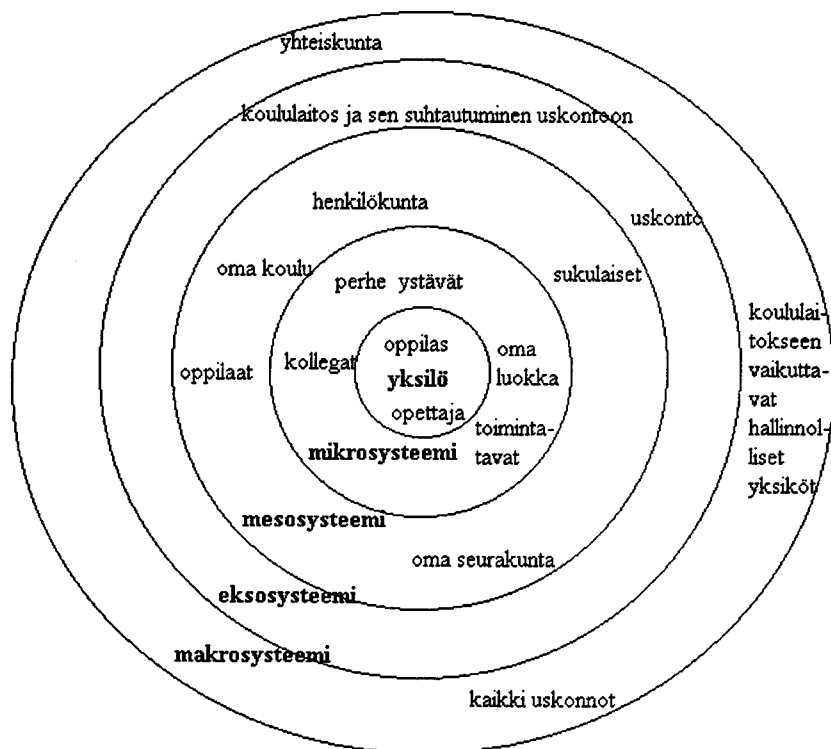 yhteiskunta
koululaitos ja sen suhtautuminen uskontoon
henkilökunta
uskonto
oma koulu
perhe ystävät
sukulaiset
koululai-
tokseen
vaikutta-
vat
hallinnol-
liset
yksiköt
oppilaat
kollegat
oppilas
yksilö
opettaja
oma
luokka
toiminta-
tavat
mikrosysteemi
mesosysteemi
oma seurakunta
eksosysteemi
makrosysteemi
kaikki uskonnot